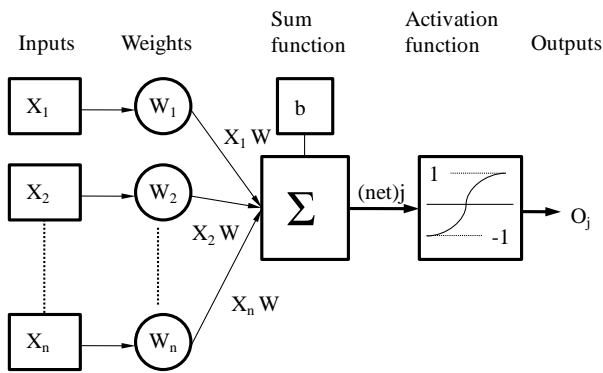 Inputs
Weights
Sum
function
Activation
function
Outputs
X₁
W₁
b
X₁ W
X₂
W₂
X₂ W
Σ
(net)j
1
-1
Oⱼ
Xₙ W
Xₙ
Wₙ